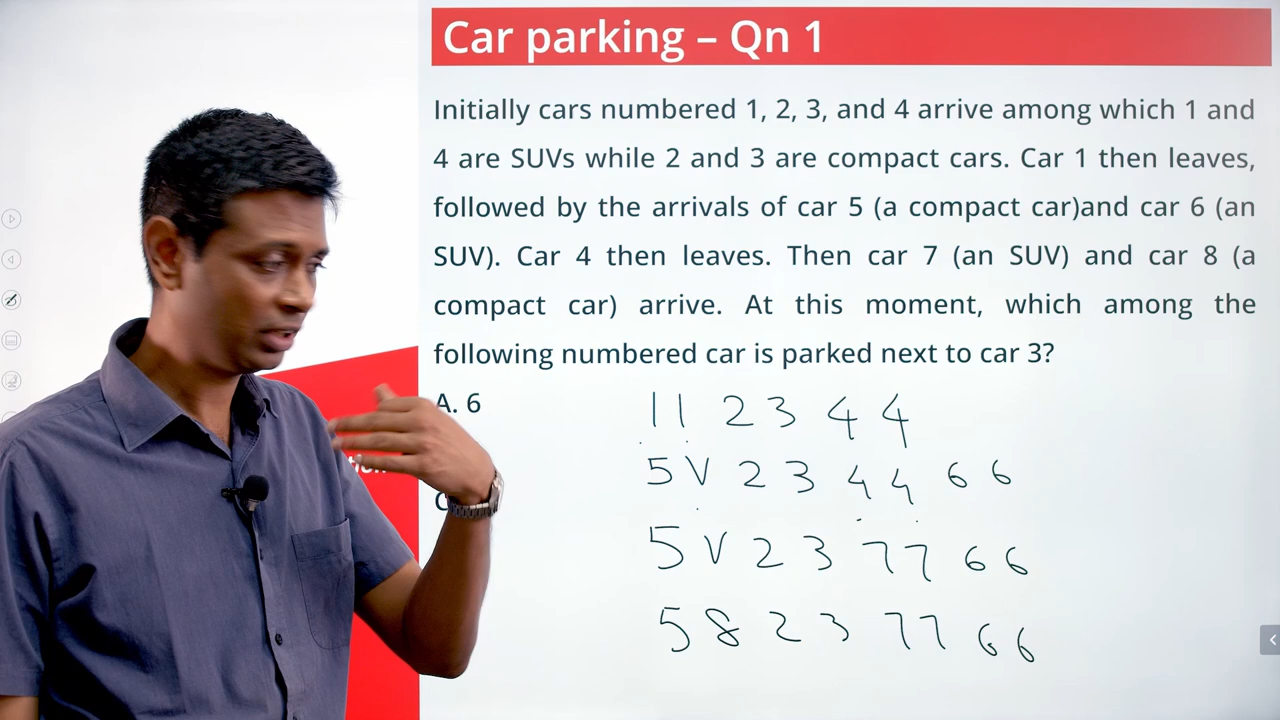 Car parking – Qn 1
Initially cars numbered 1, 2, 3, and 4 arrive among which 1 and
4 are SUVs while 2 and 3 are compact cars. Car 1 then leaves,
followed by the arrivals of car 5 (a compact car)and car 6 (an
SUV). Car 4 then leaves. Then car 7 (an SUV) and car 8 (a
compact car) arrive. At this moment, which among the
following numbered car is parked next to car 3?
A. 6
1 1 2 3 4 4
5 V 2 3 4 4 6 6
5 V 2 3 7 7 6 6
5 8 2 3 7 7 6 6